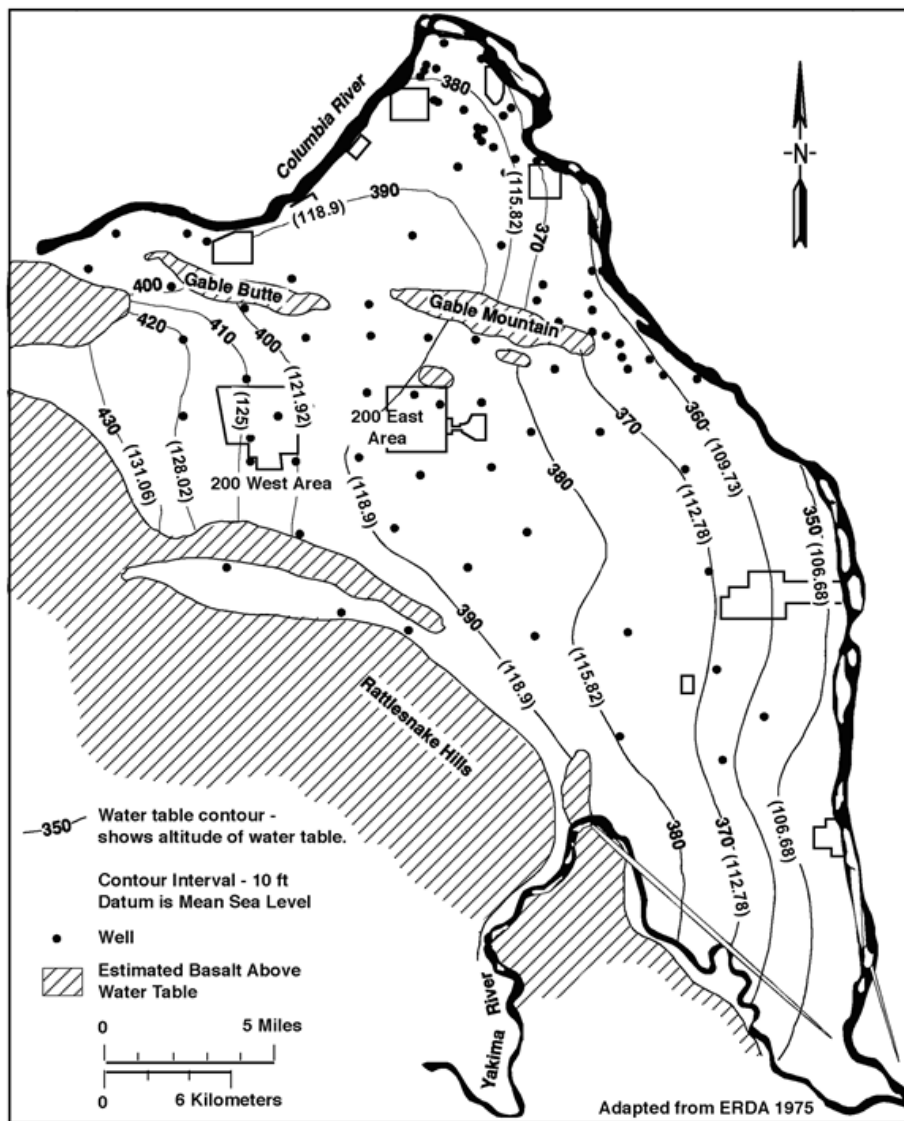 Columbia River
380
(115.82)
390
(118.9)
370
-N-
400
Gable Butte
420
410
400
Gable Mountain
(125)
(121.92)
200 East
Area
370
360
(109.73)
430
(131.06)
(128.02)
200 West Area
380
(118.9)
(112.78)
350
(106.68)
390
(118.9)
(115.82)
Rattlesnake Hills
350
Water table contour -
shows altitude of water table.
380
370
(112.78)
(106.68)
Contour Interval - 10 ft
Datum is Mean Sea Level
Well
Estimated Basalt Above
Water Table
0 5 Miles
0 6 Kilometers
Yakima River
Adapted from ERDA 1975